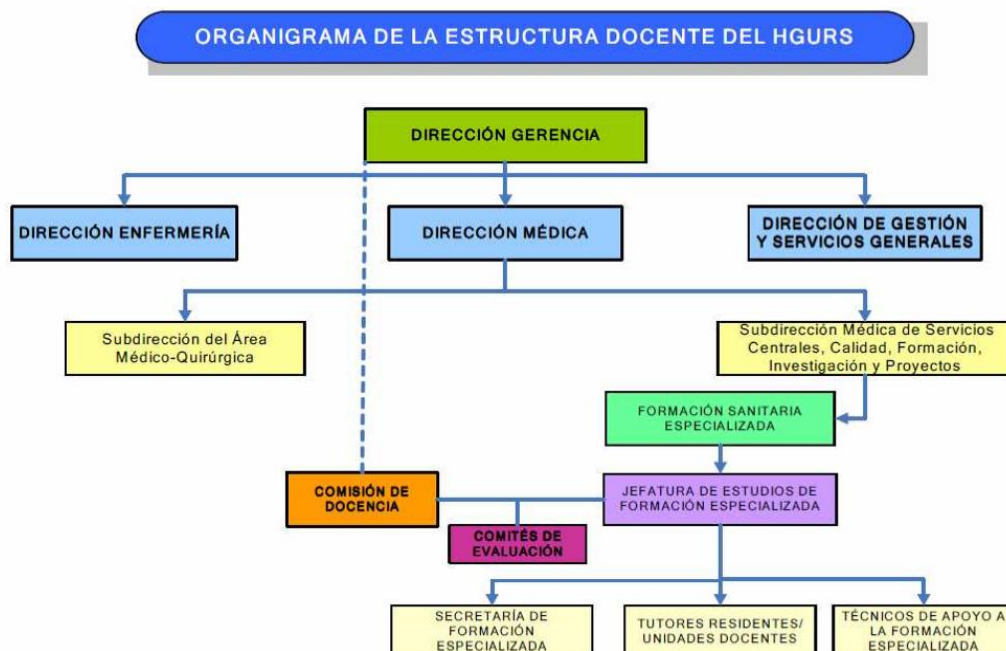 ORGANIGRAMA DE LA ESTRUCTURA DOCENTE DEL HGURS
DIRECCIÓN GERENCIA
DIRECCIÓN ENFERMERÍA
DIRECCIÓN MÉDICA
DIRECCIÓN DE GESTIÓN
Y SERVICIOS GENERALES
Subdirección del Área
Médico-Quirúrgica
Subdirección Médica de Servicios
Centrales, Calidad, Formación,
Investigación y Proyectos
FORMACIÓN SANITARIA
ESPECIALIZADA
COMISIÓN DE
DOCENCIA
JEFATURA DE ESTUDIOS DE
FORMACIÓN ESPECIALIZADA
COMITÉS DE
EVALUACIÓN
SECRETARÍA DE
FORMACIÓN
ESPECIALIZADA
TUTORES RESIDENTES/
UNIDADES DOCENTES
TÉCNICOS DE APOYO A
LA FORMACIÓN
ESPECIALIZADA